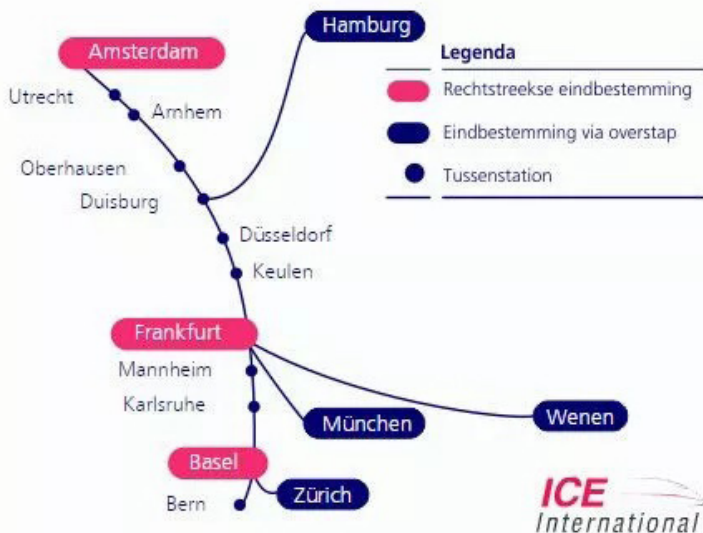 Hamburg
Amsterdam
Legenda
Utrecht
Arnhem
Rechtstreekse eindbestemming
Eindbestemming via overstap
Oberhausen
Tussenstation
Duisburg
Düsseldorf
Keulen
Frankfurt
Mannheim
Karlsruhe
München
Wenen
Basel
Zürich
Bern
ICE
International